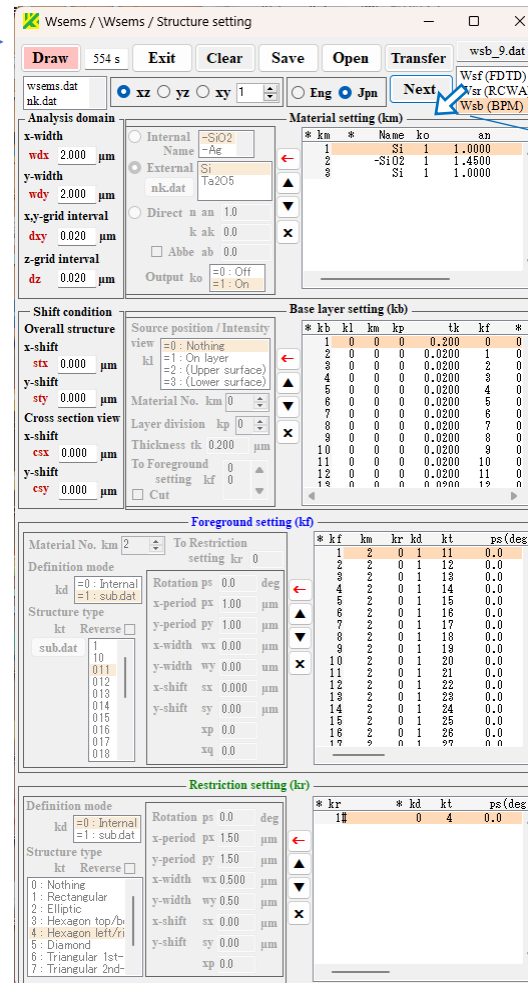 Wsems / \Wsems / Structure setting
Draw 554 s Exit Clear Save Open Transfer wsb_9.dat
wsems.dat
nk.dat
xz yz xy 1 Eng Jpn Next
Wsf (FDTD)
Wsr (RCWA)
Wsb (BPM)
Analysis domain
x-width
wdx 2.000 μm
y-width
wdy 2.000 μm
x,y-grid interval
dxy 0.020 μm
z-grid interval
dz 0.020 μm
Material setting (km)
Internal
Name
-SiO2
-Ag
External
nk.dat
Si
Ta2O5
Direct n an 1.0
k ak 0.0
Abbe ab 0.0
Output ko =0 : Off
=1 : On
* km * Name ko an
1 Si 1 1.0000
2 -SiO2 1 1.4500
3 Si 1 1.0000
Shift condition
Overall structure
x-shift
stx 0.000 μm
y-shift
sty 0.000 μm
Cross section view
x-shift
csx 0.000 μm
y-shift
csy 0.000 μm
Base layer setting (kb)
Source position / Intensity
view
kl
=0 : Nothing
=1 : On layer
=2 : (Upper surface)
=3 : (Lower surface)
Material No. km 0
Layer division kp 0
Thickness tk 0.200 μm
To Foreground 0
setting kf 0
Cut
* kb kl km kp tk kf *
1 0 0 0 0.200 0 0
2 0 0 0 0.0200 1 0
3 0 0 0 0.0200 2 0
4 0 0 0 0.0200 3 0
5 0 0 0 0.0200 4 0
6 0 0 0 0.0200 5 0
7 0 0 0 0.0200 6 0
8 0 0 0 0.0200 7 0
9 0 0 0 0.0200 8 0
10 0 0 0 0.0200 9 0
11 0 0 0 0.0200 10 0
12 0 0 0 0.0200 11 0
13 0 0 0 0.0200 12 0
Foreground setting (kf)
Material No. km 2
To Restriction
setting kr 0
Definition mode
kd =0 : Internal
=1 : sub.dat
Structure type
kt Reverse
sub.dat
1
10
011
012
013
014
015
016
017
018
Rotation ps 0.0 deg
x-period px 1.00 μm
y-period py 1.00 μm
x-width wx 0.00 μm
y-width wy 0.00 μm
x-shift sx 0.000 μm
y-shift sy 0.00 μm
xp 0.0
xq 0.0
* kf km kr kd kt ps(deg
1 2 0 1 11 0.0
2 2 0 1 12 0.0
3 2 0 1 13 0.0
4 2 0 1 14 0.0
5 2 0 1 15 0.0
6 2 0 1 16 0.0
7 2 0 1 17 0.0
8 2 0 1 18 0.0
9 2 0 1 19 0.0
10 2 0 1 20 0.0
11 2 0 1 21 0.0
12 2 0 1 22 0.0
13 2 0 1 23 0.0
14 2 0 1 24 0.0
15 2 0 1 25 0.0
16 2 0 1 26 0.0
17 2 0 1 27 0.0
Restriction setting (kr)
Definition mode
kd =0 : Internal
=1 : sub.dat
Structure type
kt Reverse
0 : Nothing
1 : Rectangular
2 : Elliptic
3 : Hexagon top/b
4 : Hexagon left/ri
5 : Diamond
6 : Triangular 1st-
7 : Triangular 2nd-
Rotation ps 0.0 deg
x-period px 1.50 μm
y-period py 1.50 μm
x-width wx 0.500 μm
y-width wy 0.50 μm
x-shift sx 0.00 μm
y-shift sy 0.00 μm
xp 0.0
* kr * kd kt ps(deg
1# 0 4 0.0